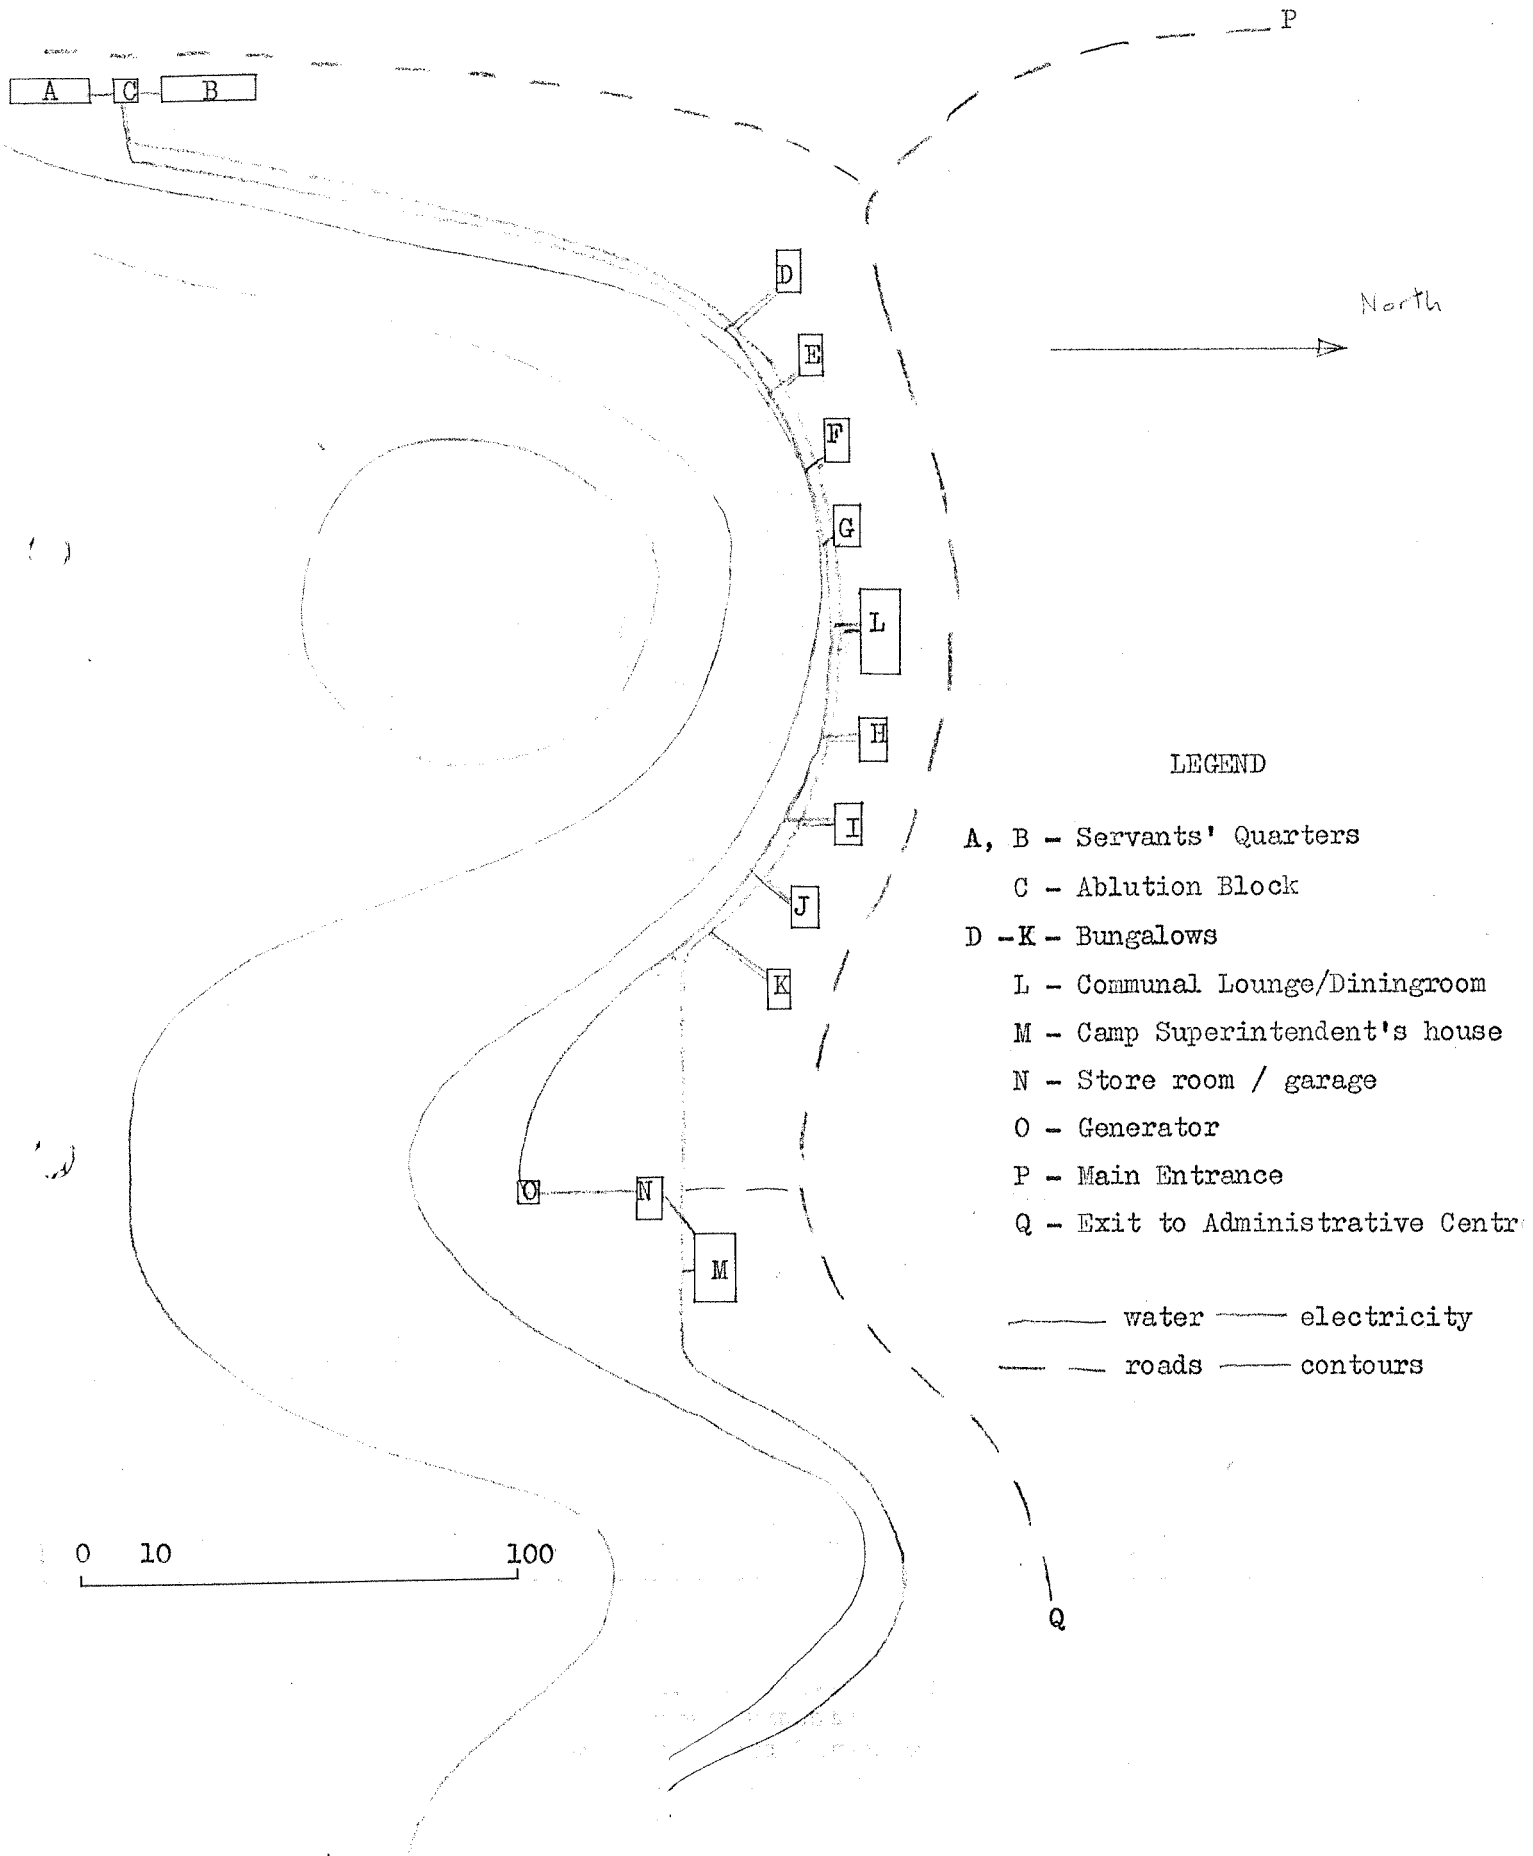 P
A C B
D
North
E
F
G
L
H
LEGEND
I
A, B - Servants' Quarters
C - Ablution Block
J
D -K - Bungalows
K
L - Communal Lounge/Diningroom
M - Camp Superintendent's house
N - Store room / garage
O - Generator
P - Main Entrance
O N
Q - Exit to Administrative Centr
M
water electricity
roads contours
0 10 100
Q